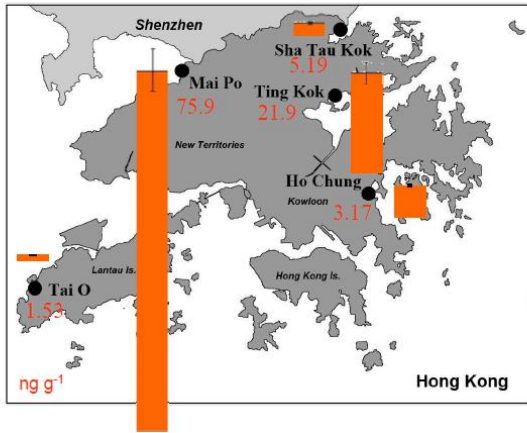 Shenzhen
Sha Tau Kok
5.19
Mai Po
75.9
Ting Kok
21.9
New Territories
Ho Chung
Kowloon
3.17
Lantau Is.
Hong Kong Is.
Tai O
1.53
ng g⁻¹
Hong Kong